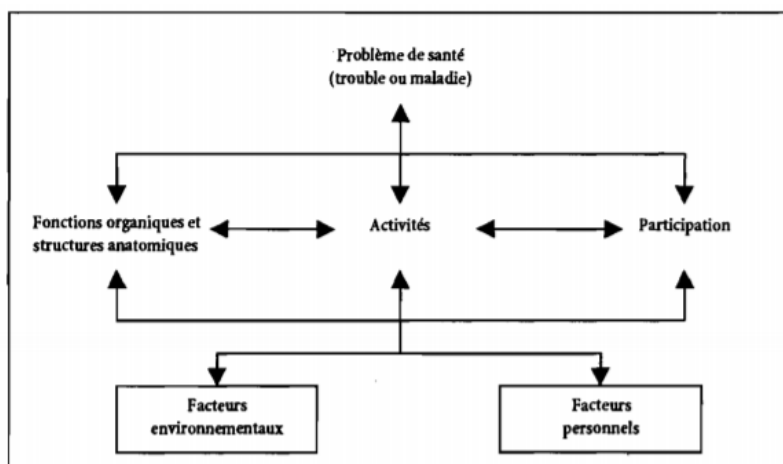 Problème de santé
(trouble ou maladie)
Fonctions organiques et
structures anatomiques
Activités
Participation
Facteurs
environnementaux
Facteurs
personnels